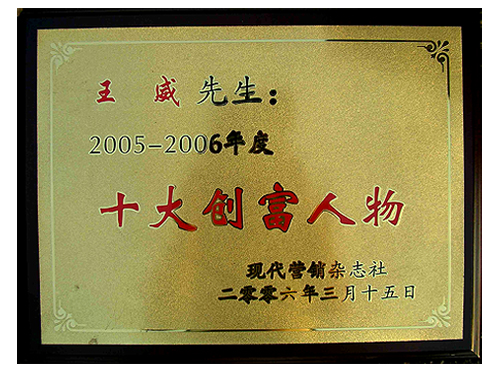 王 威 先生：
2005-2006年度
十大创富人物
现代营销杂志社
二零零六年三月十五日